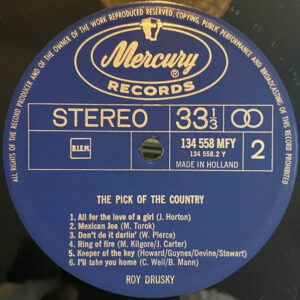 ALL RIGHTS OF THE RECORD PRODUCER AND OF THE OWNER OF THE WORK REPRODUCED RESERVED. COPYING, PUBLIC PERFORMANCE AND BROADCASTING OF THIS RECORD PROHIBITED
Mercury
®
RECORDS
STEREO
33 1/3
B.I.E.M.
134 558 MFY
134 558.2 Y
MADE IN HOLLAND
2
THE PICK OF THE COUNTRY
1. All for the love of a girl (J. Horton)
2. Mexican Joe (M. Torok)
3. Don't do it darlin' (W. Pierce)
4. Ring of fire (M. Kilgore/J. Carter)
5. Keeper of the key (Howard/Guynes/Devine/Stewart)
6. I'll take you home (C. Weil/B. Mann)
ROY DRUSKY